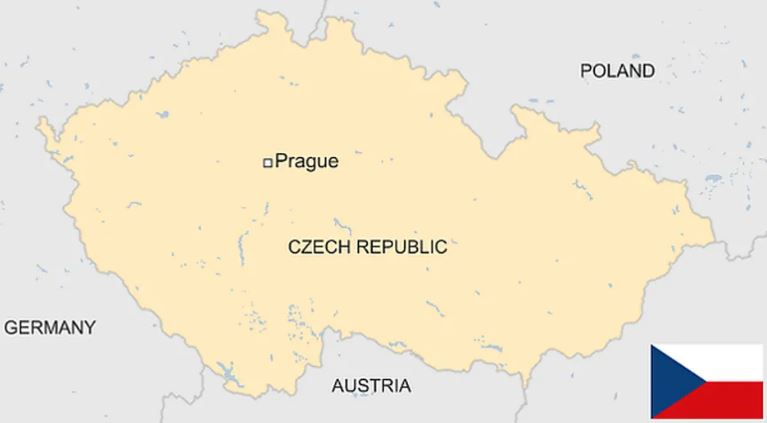 POLAND
Prague
CZECH REPUBLIC
GERMANY
AUSTRIA